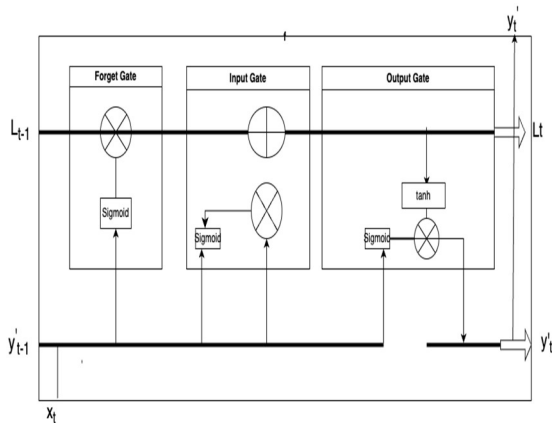 y't
Forget Gate
Input Gate
Output Gate
Lt-1
Lt
tanh
Sigmoid
Sigmoid
Sigmoid
y't-1
y't
xt